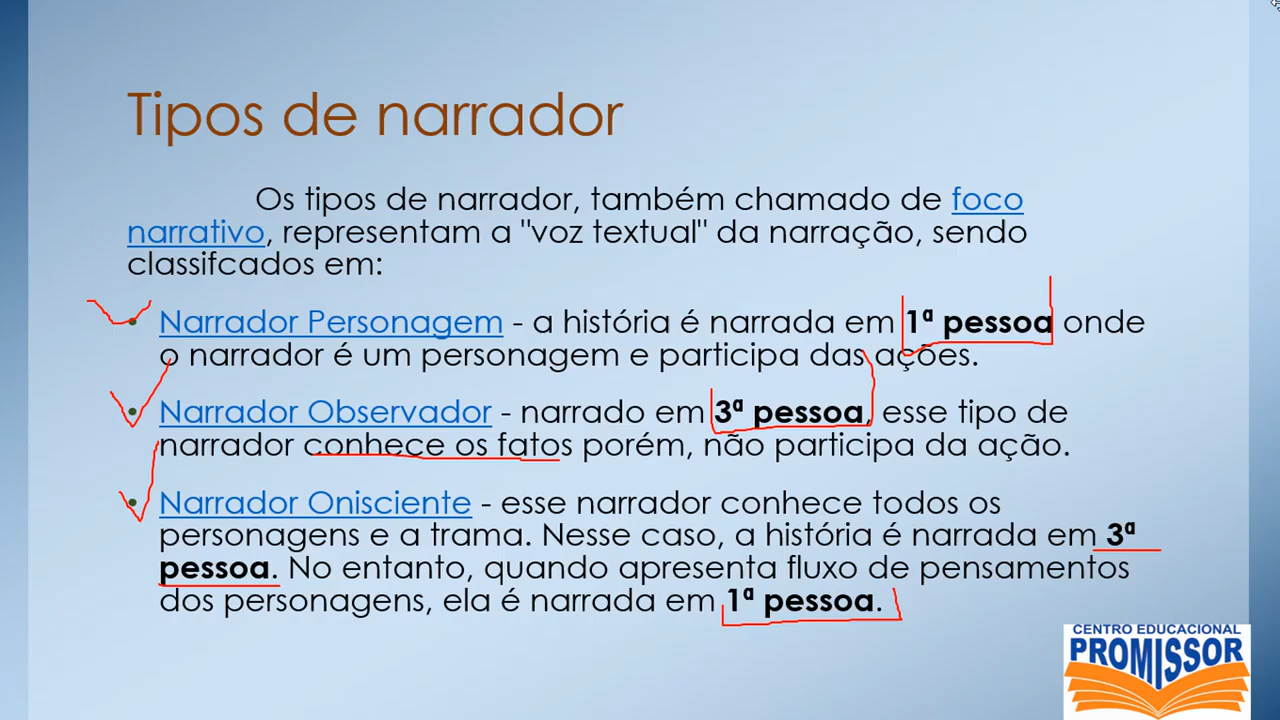 Tipos de narrador
Os tipos de narrador, também chamado de foco
narrativo, representam a "voz textual" da narração, sendo
classifcados em:
• Narrador Personagem - a história é narrada em 1ª pessoa onde
o narrador é um personagem e participa das ações.
• Narrador Observador - narrado em 3ª pessoa, esse tipo de
narrador conhece os fatos porém, não participa da ação.
• Narrador Onisciente - esse narrador conhece todos os
personagens e a trama. Nesse caso, a história é narrada em 3ª
pessoa. No entanto, quando apresenta fluxo de pensamentos
dos personagens, ela é narrada em 1ª pessoa.
CENTRO EDUCACIONAL
PROMISSOR